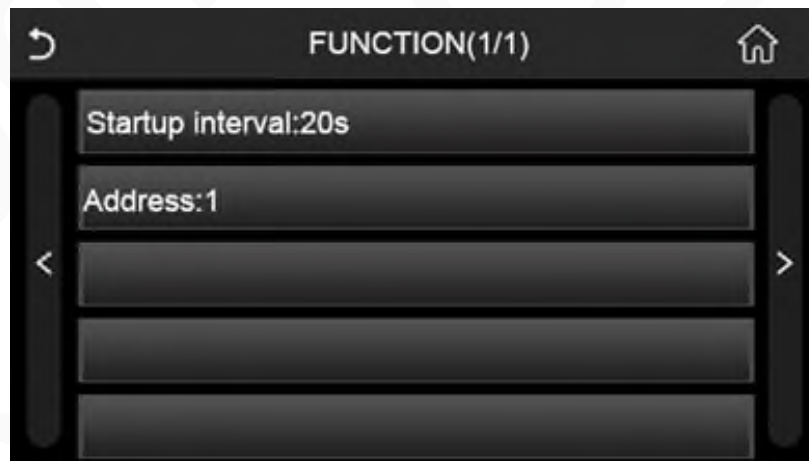 FUNCTION(1/1)
Startup interval:20s
Address:1
< >